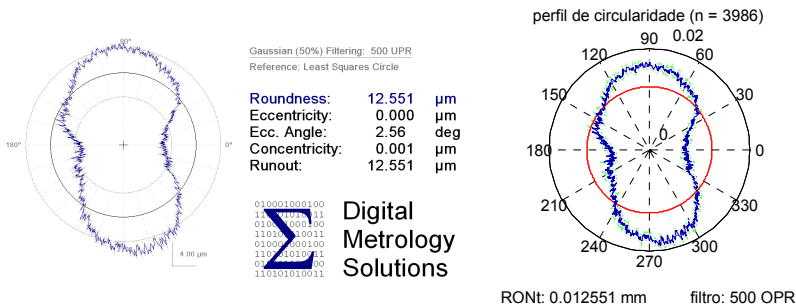 90°
180°
0°
4.00 µm
Gaussian (50%) Filtering: 500 UPR
Reference: Least Squares Circle
Roundness: 12.551 µm
Eccentricity: 0.000 µm
Ecc. Angle: 2.56 deg
Concentricity: 0.001 µm
Runout: 12.551 µm
Digital
Metrology
Solutions
perfil de circularidade (n = 3986)
90 0.02
120 60
150 30
0
180 0
210 330
240 300
270
RONt: 0.012551 mm filtro: 500 OPR